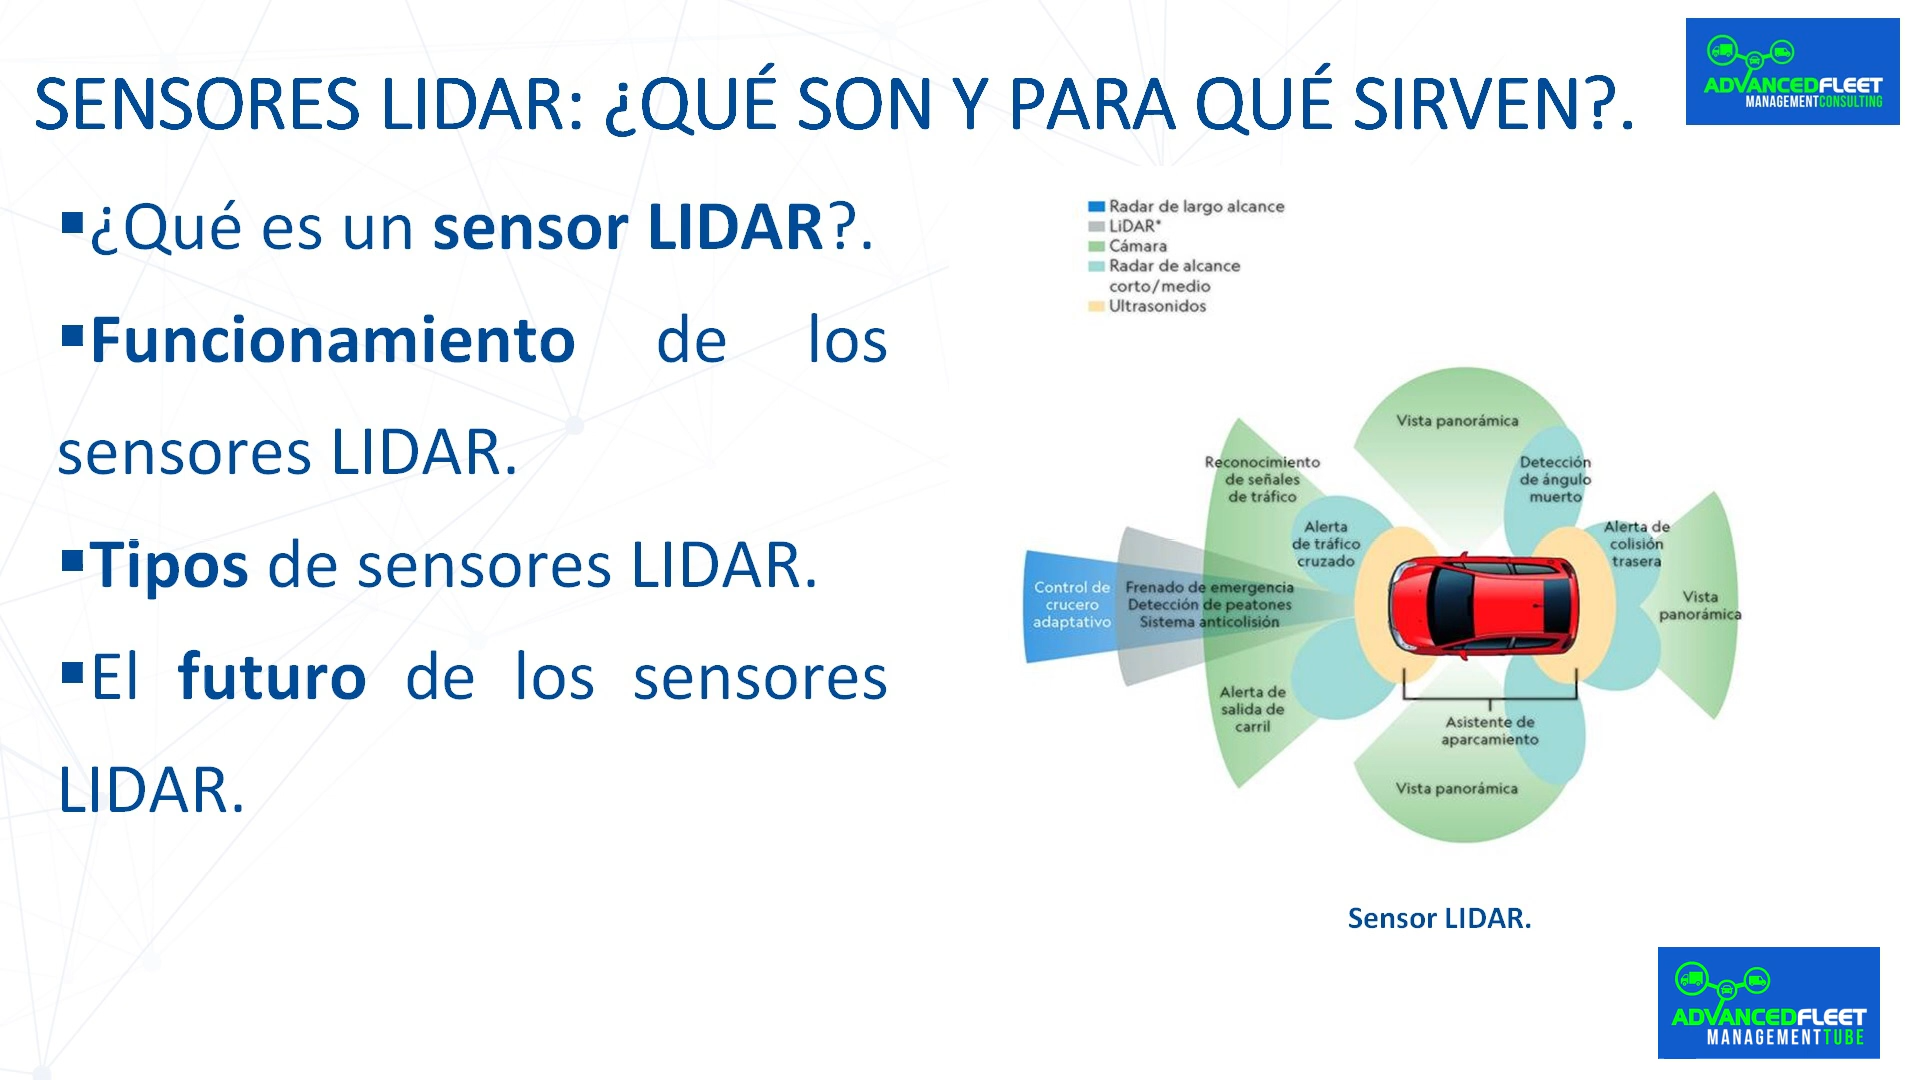 SENSORES LIDAR: ¿QUÉ SON Y PARA QUÉ SIRVEN?.
ADVANCEDFLEET
MANAGEMENTCONSULTING
▪¿Qué es un sensor LIDAR?.
▪Funcionamiento de los
sensores LIDAR.
▪Tipos de sensores LIDAR.
▪El futuro de los sensores
LIDAR.
Radar de largo alcance
LiDAR*
Cámara
Radar de alcance
corto/medio
Ultrasonidos
Vista panorámica
Reconocimiento
de señales
de tráfico
Detección
de ángulo
muerto
Alerta
de tráfico
cruzado
Alerta de
colisión
trasera
Control de
crucero
adaptativo
Frenado de emergencia
Detección de peatones
Sistema anticolisión
Vista
panorámica
Alerta de
salida de
carril
Asistente de
aparcamiento
Vista panorámica
Sensor LIDAR.
ADVANCEDFLEET
MANAGEMENTTUBE